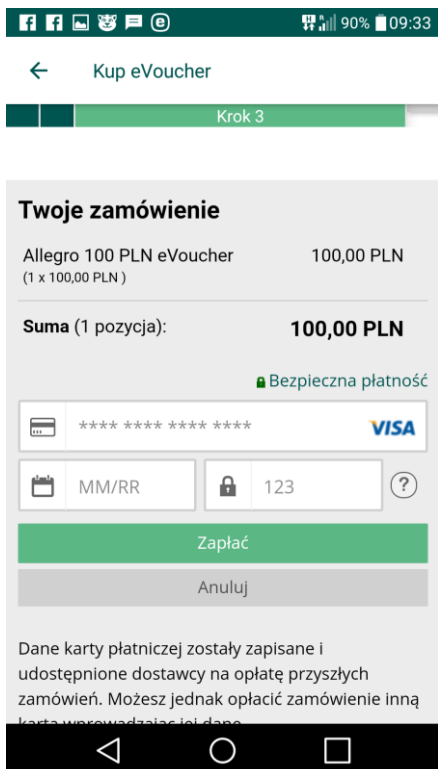 90% 09:33
Kup eVoucher
Krok 3
Twoje zamówienie
Allegro 100 PLN eVoucher 100,00 PLN
(1 x 100,00 PLN )
Suma (1 pozycja): 100,00 PLN
Bezpieczna płatność
**** **** **** **** VISA
MM/RR 123 ?
Zapłać
Anuluj
Dane karty płatniczej zostały zapisane i
udostępnione dostawcy na opłatę przyszłych
zamówień. Możesz jednak opłacić zamówienie inną